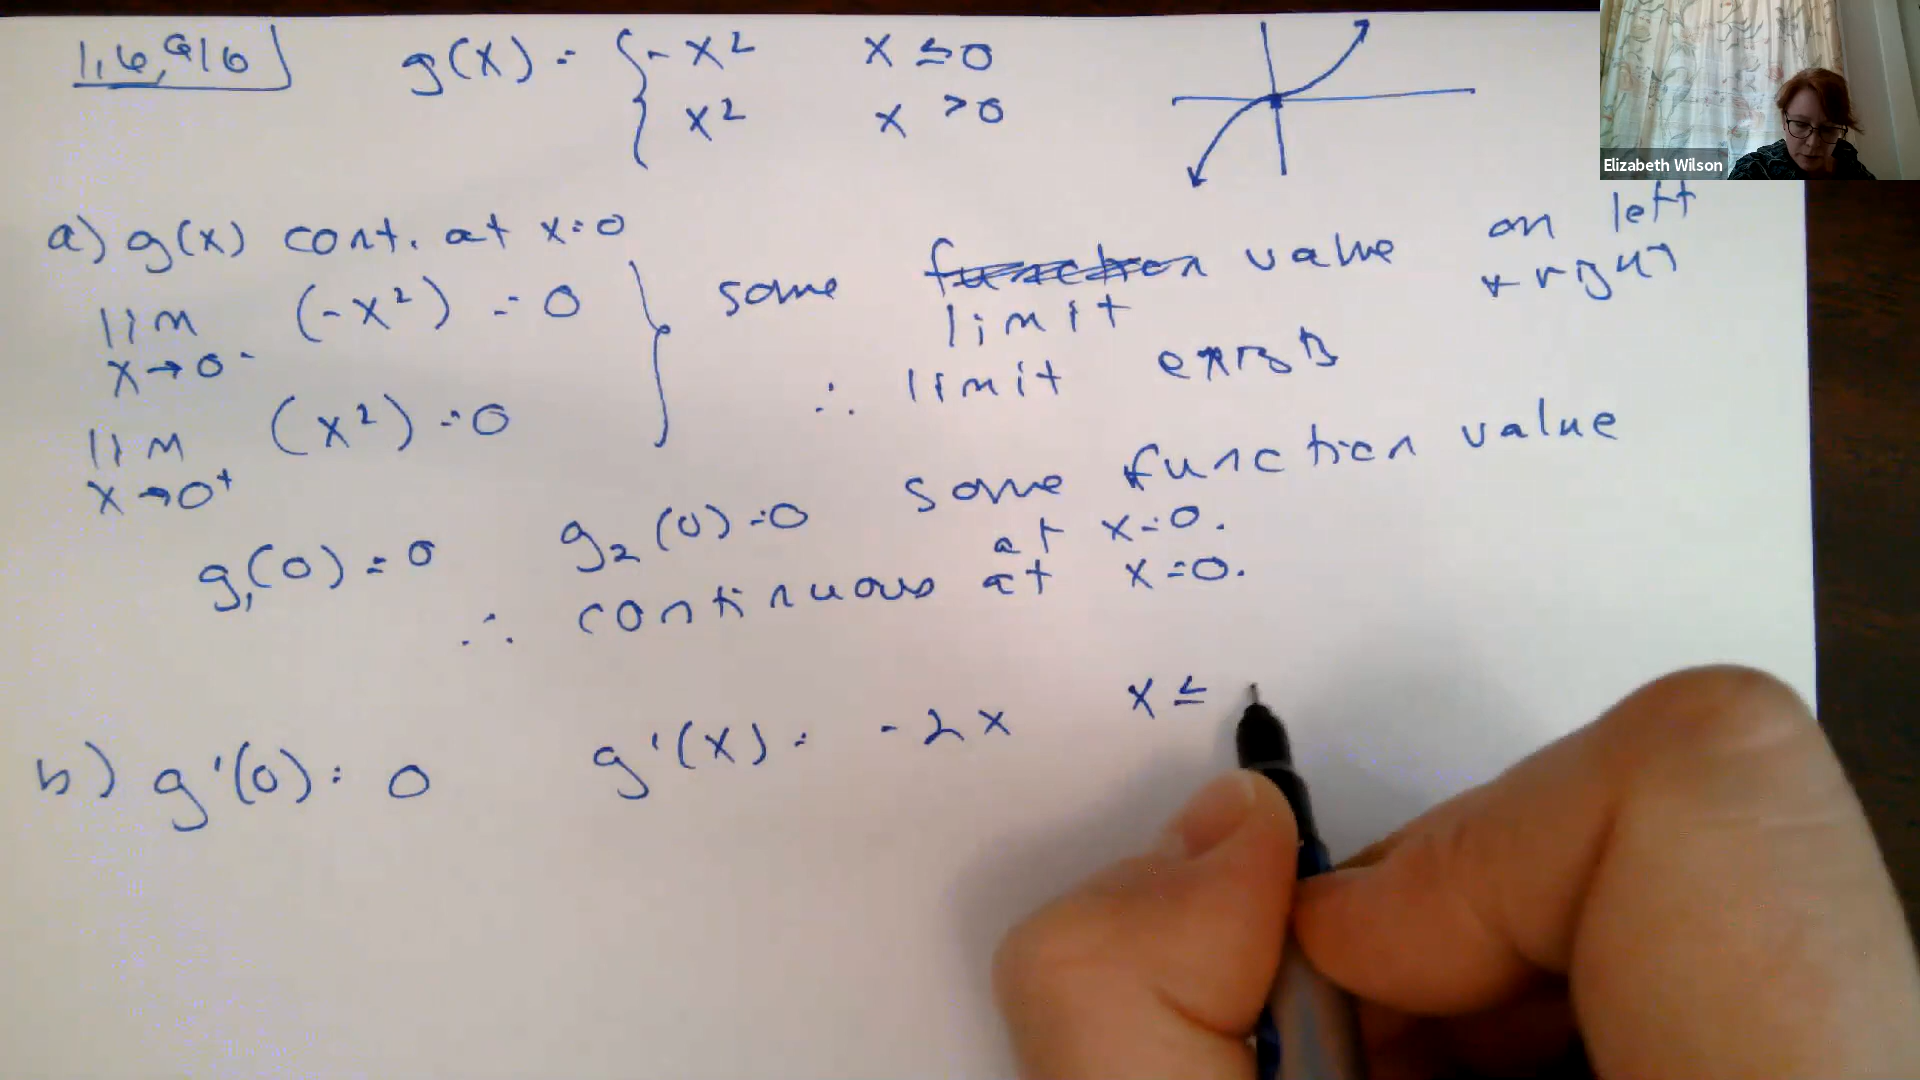 1.6, Q16 g(x) = { -x² x ≤ 0
x² x > 0
Elizabeth Wilson
a) g(x) cont. at x=0
lim (-x²) = 0
x→0-
lim (x²) = 0
x→0+
same function value on left
limit + right
∴ limit exists
g₁(0) = 0 g₂(0) = 0 same function value
at x=0.
∴ continuous at x=0.
b) g'(0) = 0 g'(x) = -2x x ≤